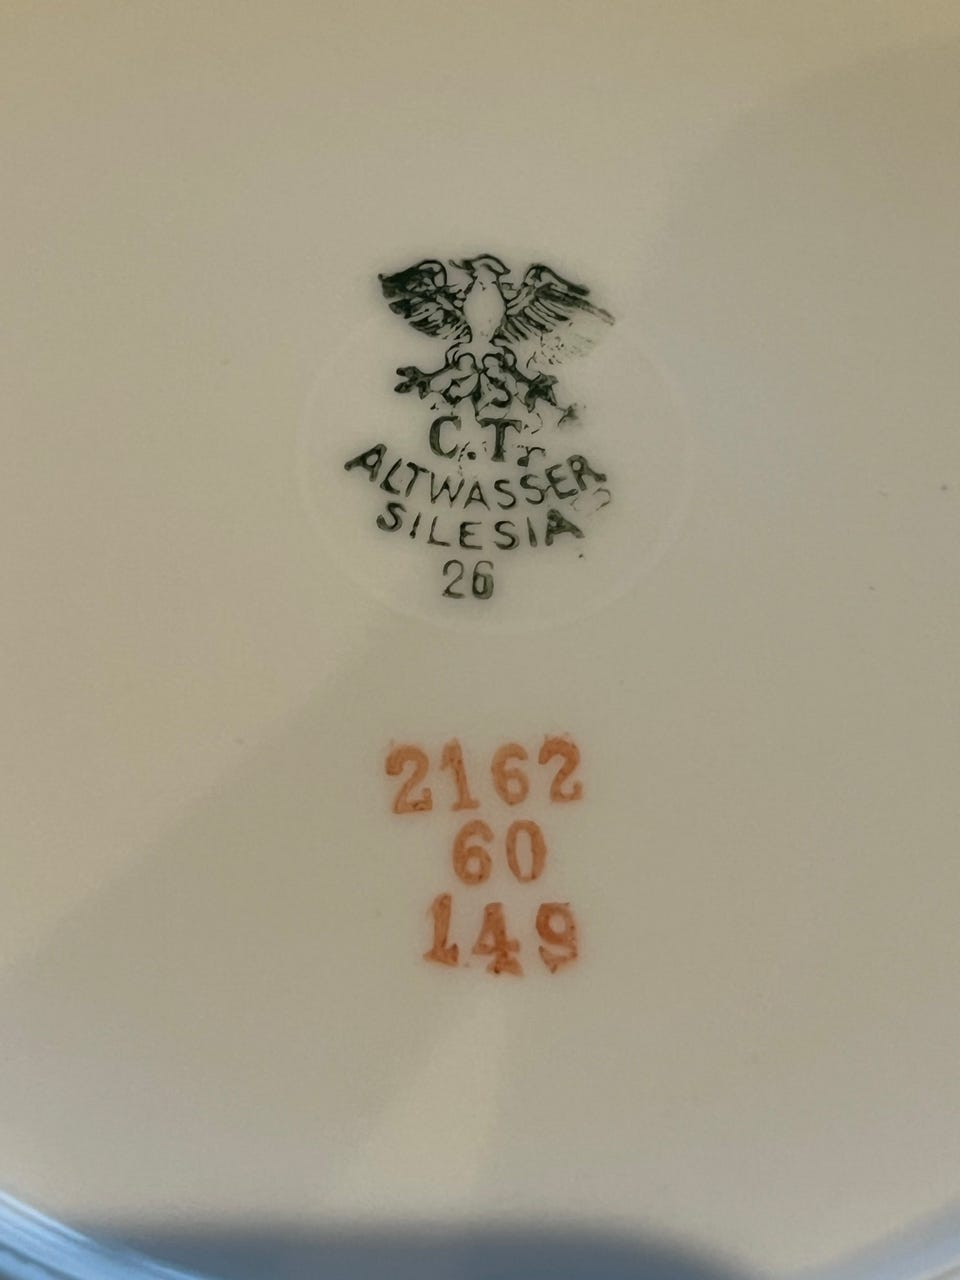 C.T.
ALTWASSER
SILESIA
26
2162
60
149